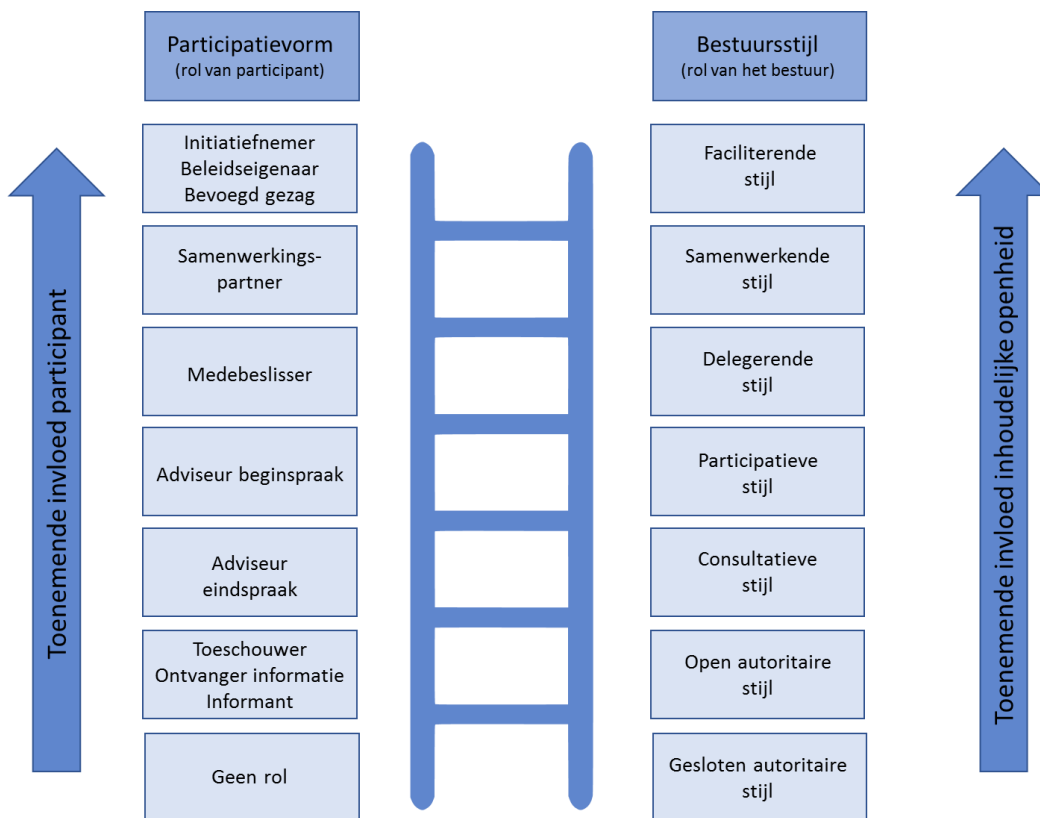 Participatievorm
(rol van participant)
Bestuursstijl
(rol van het bestuur)
Toenemende invloed participant
Initiatiefnemer
Beleidseigenaar
Bevoegd gezag
Faciliterende
stijl
Samenwerkings-
partner
Samenwerkende
stijl
Medebeslisser
Delegerende
stijl
Adviseur beginspraak
Participatieve
stijl
Adviseur
eindspraak
Consultatieve
stijl
Toeschouwer
Ontvanger informatie
Informant
Open autoritaire
stijl
Geen rol
Gesloten autoritaire
stijl
Toenemende invloed inhoudelijke openheid